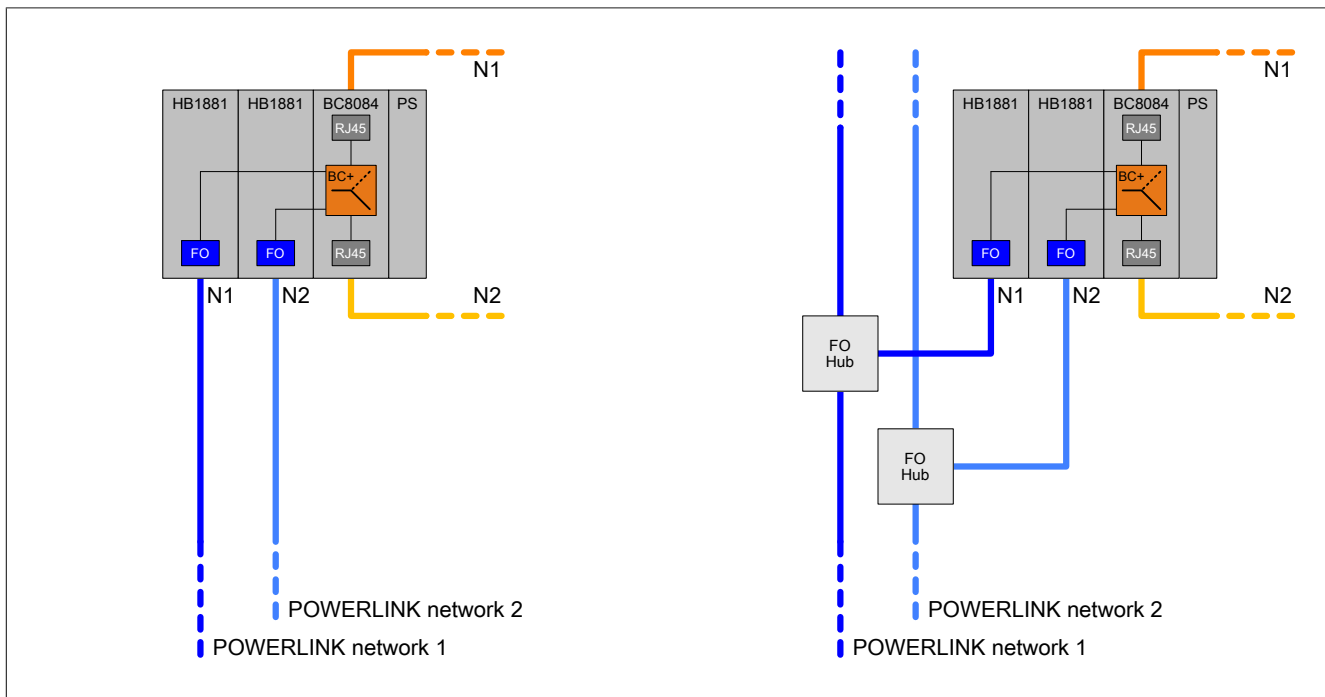 N1
HB1881 HB1881 BC8084 PS
RJ45
BC+
FO FO RJ45
N1 N2 N2
POWERLINK network 2
POWERLINK network 1
N1
HB1881 HB1881 BC8084 PS
RJ45
BC+
FO FO RJ45
N1 N2 N2
FO
Hub
FO
Hub
POWERLINK network 2
POWERLINK network 1